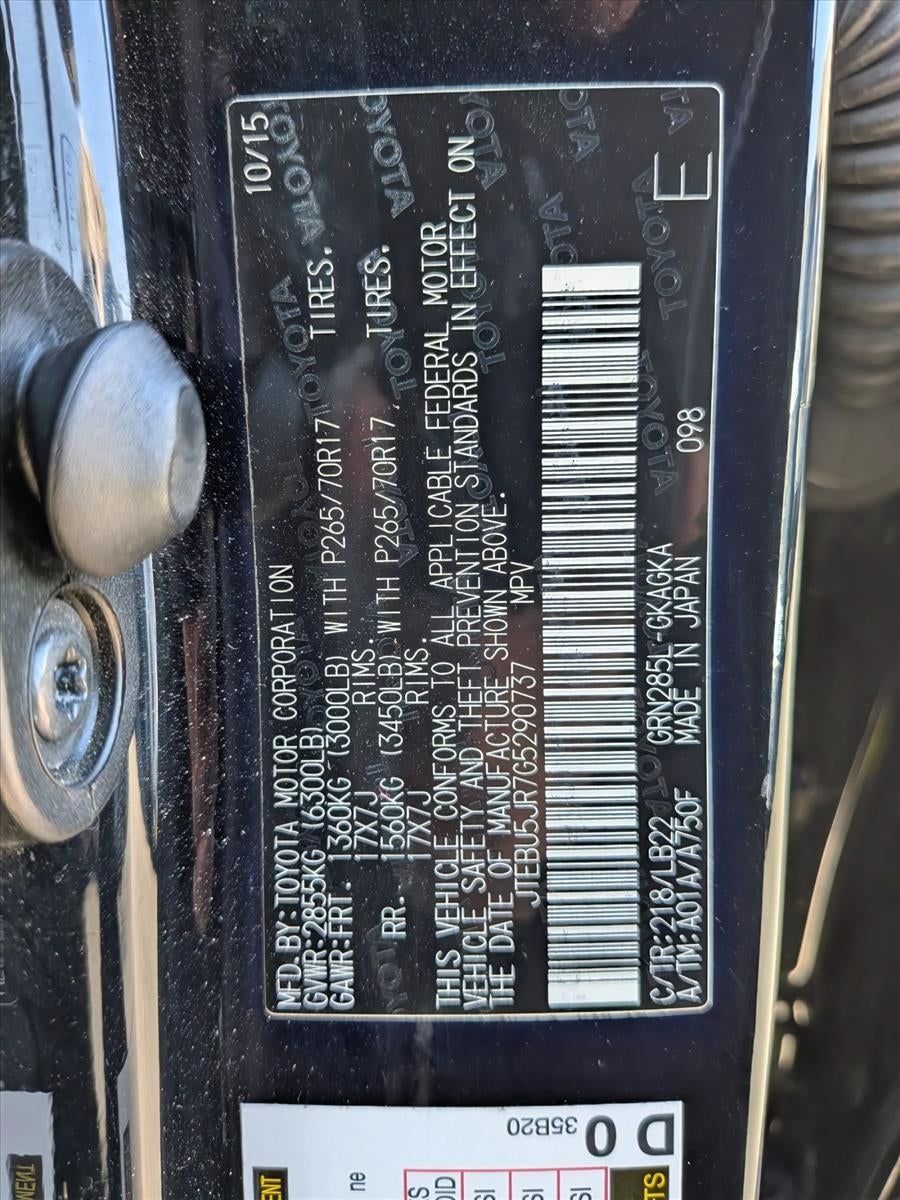 MFD.BY:TOYOTA MOTOR CORPORATION 10/15
GVWR:2855KG (6300LB)
GAWR:FRT. 1360KG (3000LB) WITH P265/70R17 TIRES.
17X7J RIMS.
RR. 1560KG (3450LB) WITH P265/70R17 TURES.
17X7J RIMS.
THIS VEHICLE CONFORMS TO ALL APPLICABLE FEDERAL MOTOR
VEHICLE SAFETY AND THEFT PREVENTION STANDARDS IN EFFECT ON
THE DATE OF MANUFACTURE SHOWN ABOVE.
JTEBU5JR7G5290737 MPV
C/TR:218/LB22 GRN285L-GKAGKA
A/TM:A01A/A750F MADE IN JAPAN 098 E
D 0
35B20